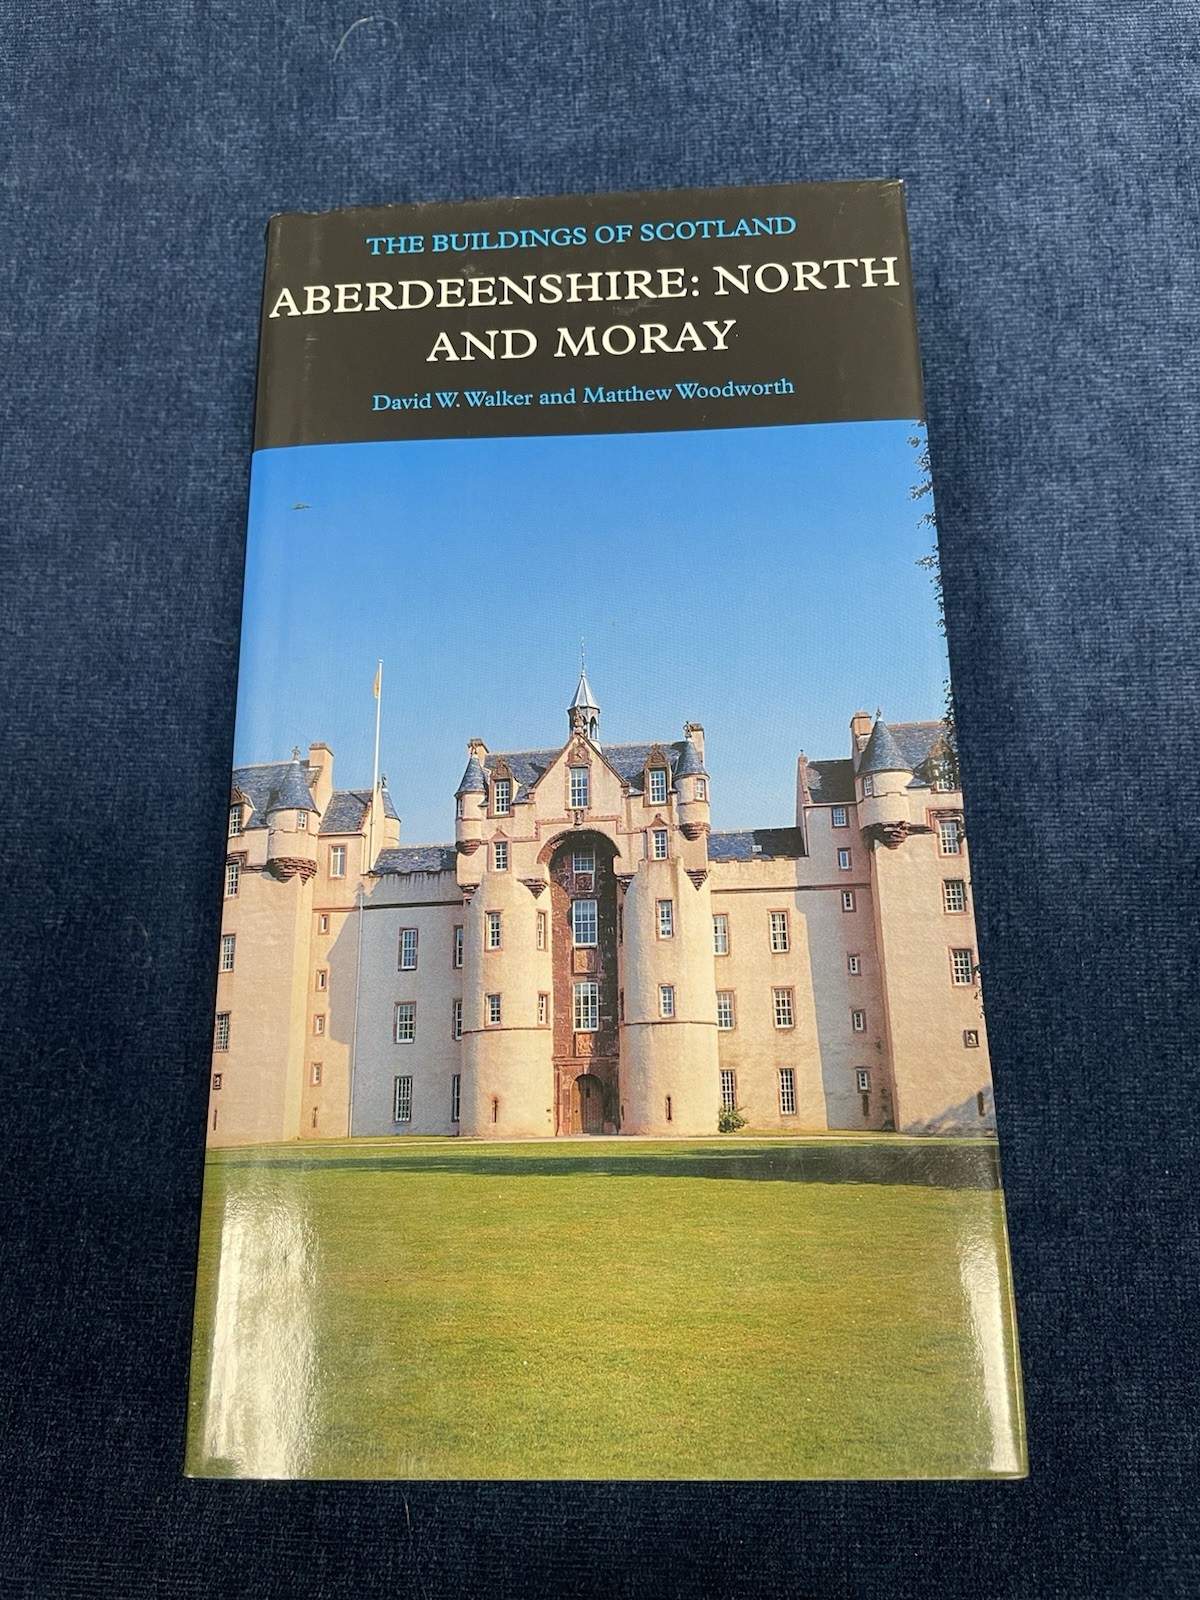 THE BUILDINGS OF SCOTLAND
ABERDEENSHIRE: NORTH
AND MORAY
David W. Walker and Matthew Woodworth